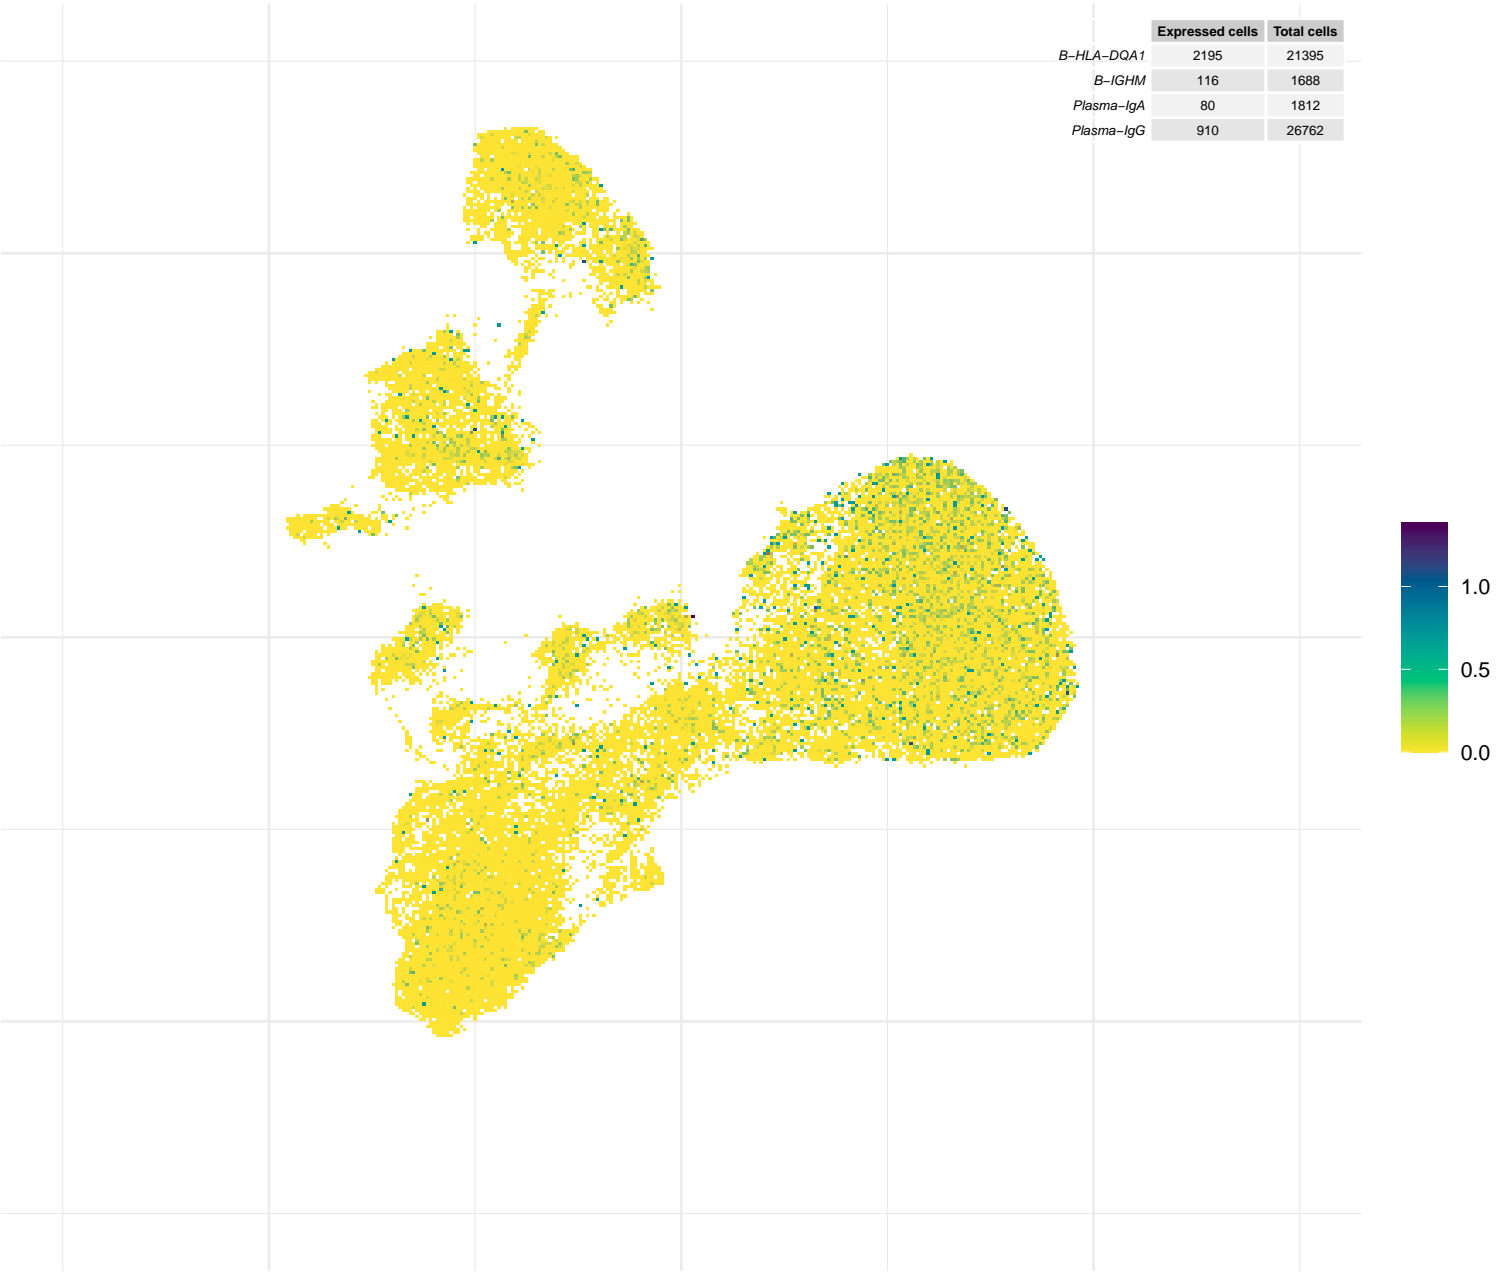 Expressed cells Total cells
B−HLA−DQA1 2195 21395
B−IGHM 116 1688
Plasma−IgA 80 1812
Plasma−IgG 910 26762
1.0
0.5
0.0